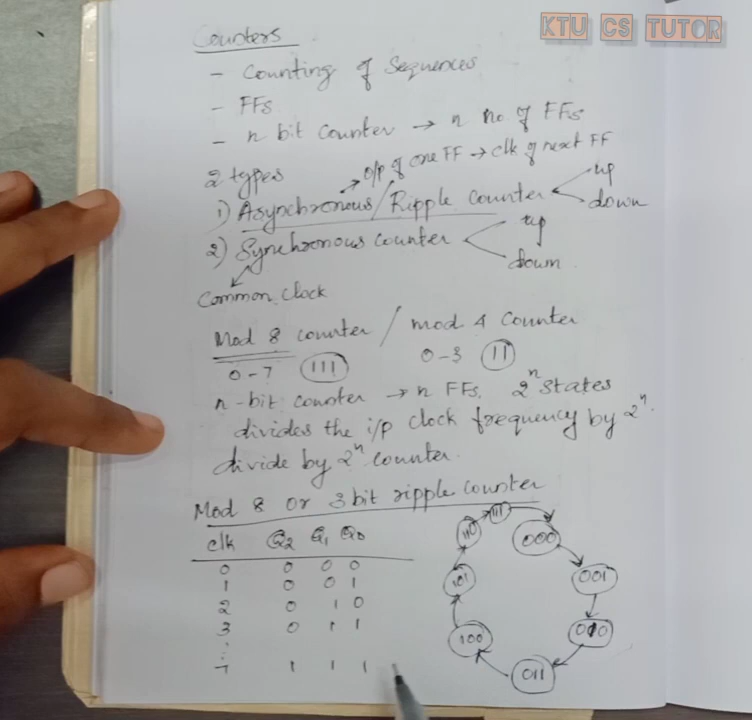 KTU CS TUTOR
Counters
- Counting of Sequences
- FFs
- n bit counter → n no of FFs
2 types → o/p of one FF → clk of next FF
1) Asynchronous / Ripple counter < up down
2) Synchronous counter < up down
Common clock
Mod 8 counter / mod 4 counter
0-7 111 0-3 11
n-bit counter → n FFs, 2ⁿ states
divides the i/p clock frequency by 2ⁿ.
divide by 2ⁿ counter.
Mod 8 or 3 bit ripple counter
clk Q2 Q1 Q0
0 0 0 0
1 0 0 1
2 0 1 0
3 0 1 1
:
7 1 1 1
000
001
010
011
100
101
110
111